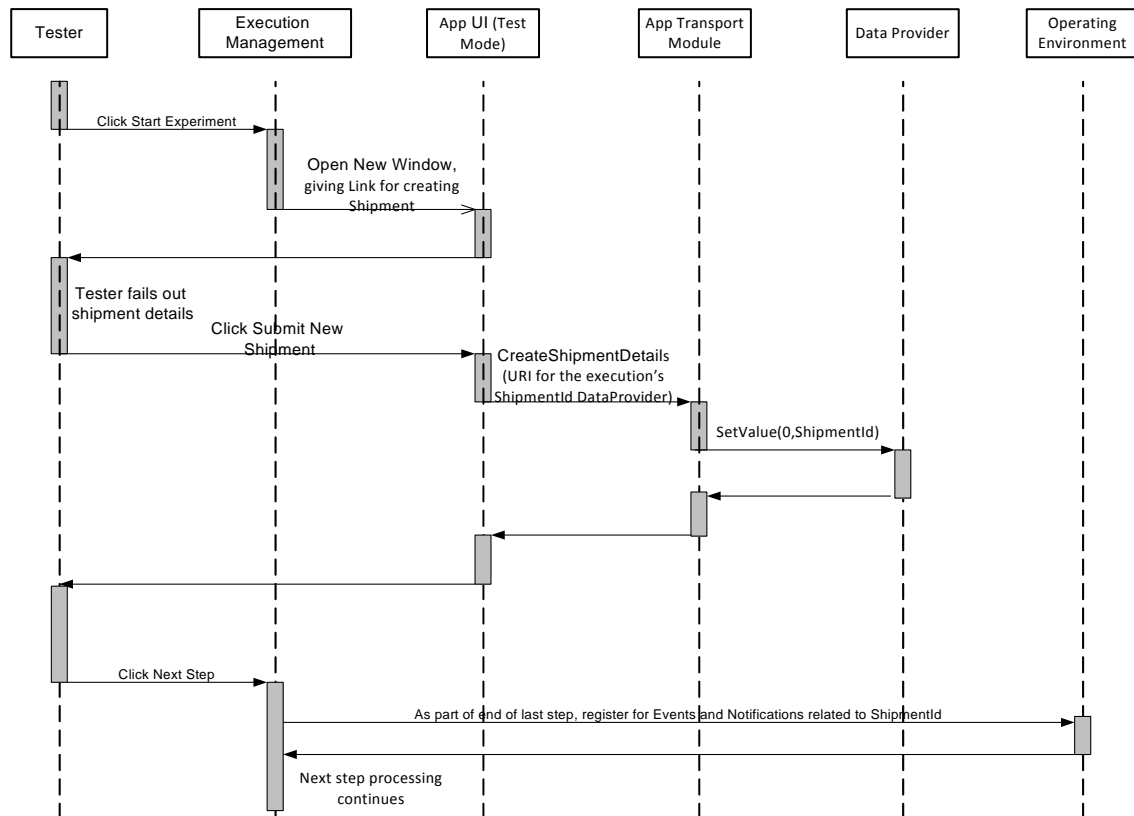 Tester
Execution
Management
App UI (Test
Mode)
App Transport
Module
Data Provider
Operating
Environment
Click Start Experiment
Open New Window,
giving Link for creating
Shipment
Tester fails out
shipment details
Click Submit New
Shipment
CreateShipmentDetails
(URI for the execution’s
ShipmentId DataProvider)
SetValue(0,ShipmentId)
Click Next Step
As part of end of last step, register for Events and Notifications related to ShipmentId
Next step processing
continues